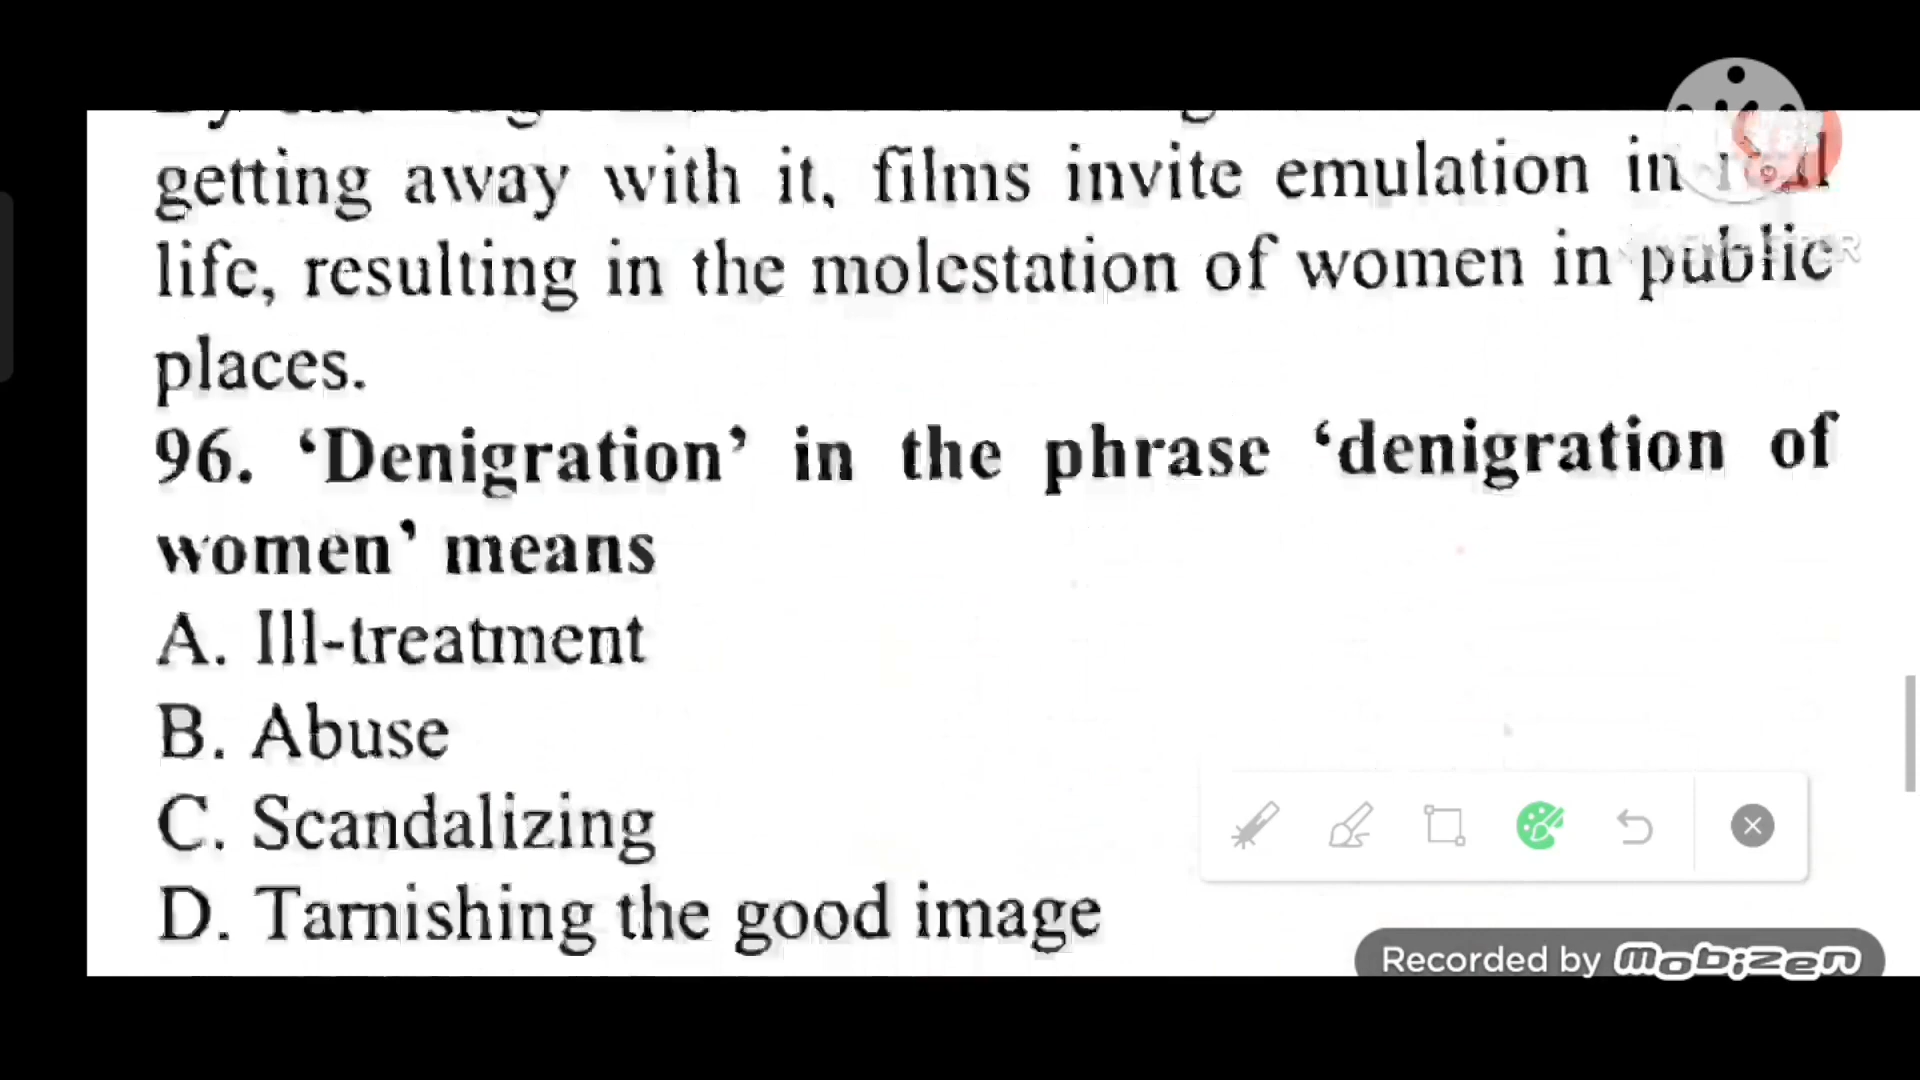 getting away with it, films invite emulation in real
life, resulting in the molestation of women in public
places.
96. ‘Denigration’ in the phrase ‘denigration of
women’ means
A. Ill-treatment
B. Abuse
C. Scandalizing
D. Tarnishing the good image
Recorded by mobizen